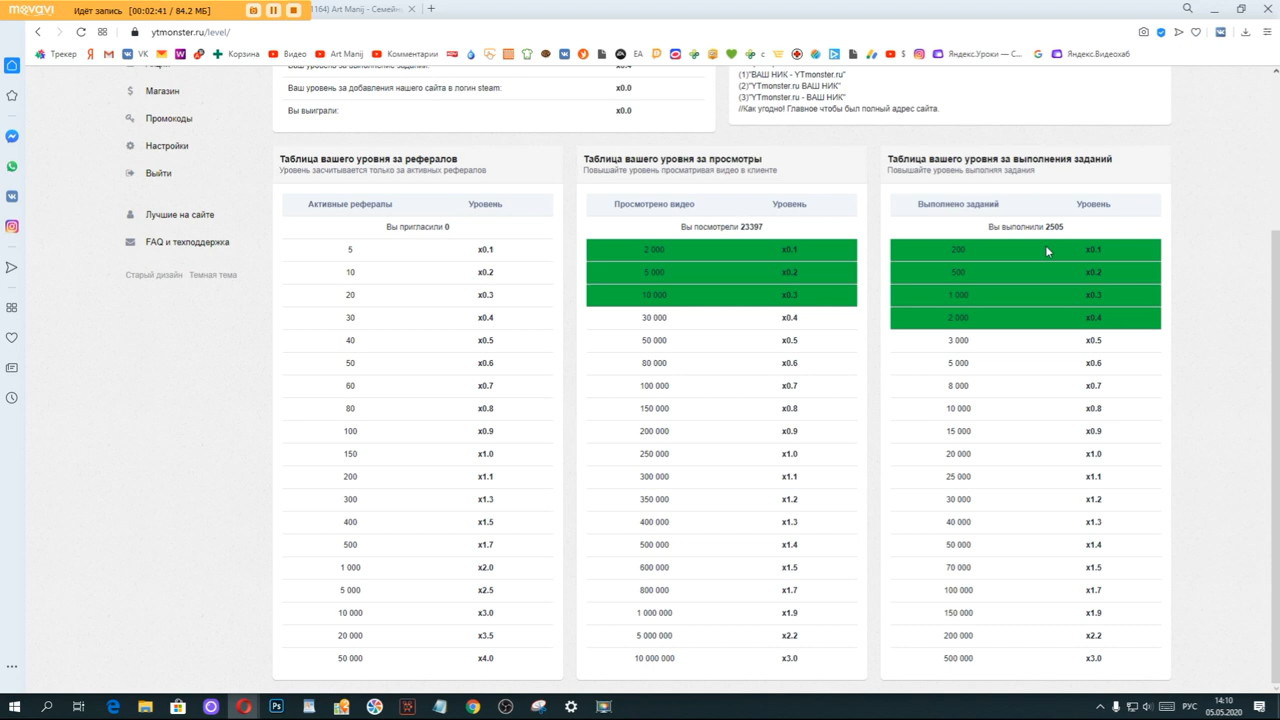 movavi
Идёт запись [00:02:41 / 84.2 МБ]
1164) Art Manij - Семейн
ytmonster.ru/level/
Трекер
VK
Корзина
Видео
Art Manij
Комментарии
EA
с
$
Яндекс.Уроки — С...
Яндекс.Видеохаб
Магазин
Промокоды
Настройки
Выйти
Лучшие на сайте
FAQ и техподдержка
Старый дизайн Темная тема
Ваш уровень за добавления нашего сайта в логин steam: x0.0
Вы выиграли: x0.0
(1)"ВАШ НИК - YTmonster.ru"
(2)"YTmonster.ru ВАШ НИК"
(3)"YTmonster.ru - ВАШ НИК"
//Как угодно! Главное чтобы был полный адрес сайта.
Таблица вашего уровня за рефералов
Уровень засчитывается только за активных рефералов
Активные рефералы Уровень
Вы пригласили 0
5 x0.1
10 x0.2
20 x0.3
30 x0.4
40 x0.5
50 x0.6
60 x0.7
80 x0.8
100 x0.9
150 x1.0
200 x1.1
300 x1.3
400 x1.5
500 x1.7
1 000 x2.0
5 000 x2.5
10 000 x3.0
20 000 x3.5
50 000 x4.0
Таблица вашего уровня за просмотры
Повышайте уровень просматривая видео в клиенте
Просмотрено видео Уровень
Вы посмотрели 23397
2 000 x0.1
5 000 x0.2
10 000 x0.3
30 000 x0.4
50 000 x0.5
80 000 x0.6
100 000 x0.7
150 000 x0.8
200 000 x0.9
250 000 x1.0
300 000 x1.1
350 000 x1.2
400 000 x1.3
500 000 x1.4
600 000 x1.5
800 000 x1.7
1 000 000 x1.9
5 000 000 x2.2
10 000 000 x3.0
Таблица вашего уровня за выполнения заданий
Повышайте уровень выполняя задания
Выполнено заданий Уровень
Вы выполнили 2505
200 x0.1
500 x0.2
1 000 x0.3
2 000 x0.4
3 000 x0.5
5 000 x0.6
8 000 x0.7
10 000 x0.8
15 000 x0.9
20 000 x1.0
25 000 x1.1
30 000 x1.2
40 000 x1.3
50 000 x1.4
70 000 x1.5
100 000 x1.7
150 000 x1.9
200 000 x2.2
500 000 x3.0
Ps
РУС
14:10
05.05.2020